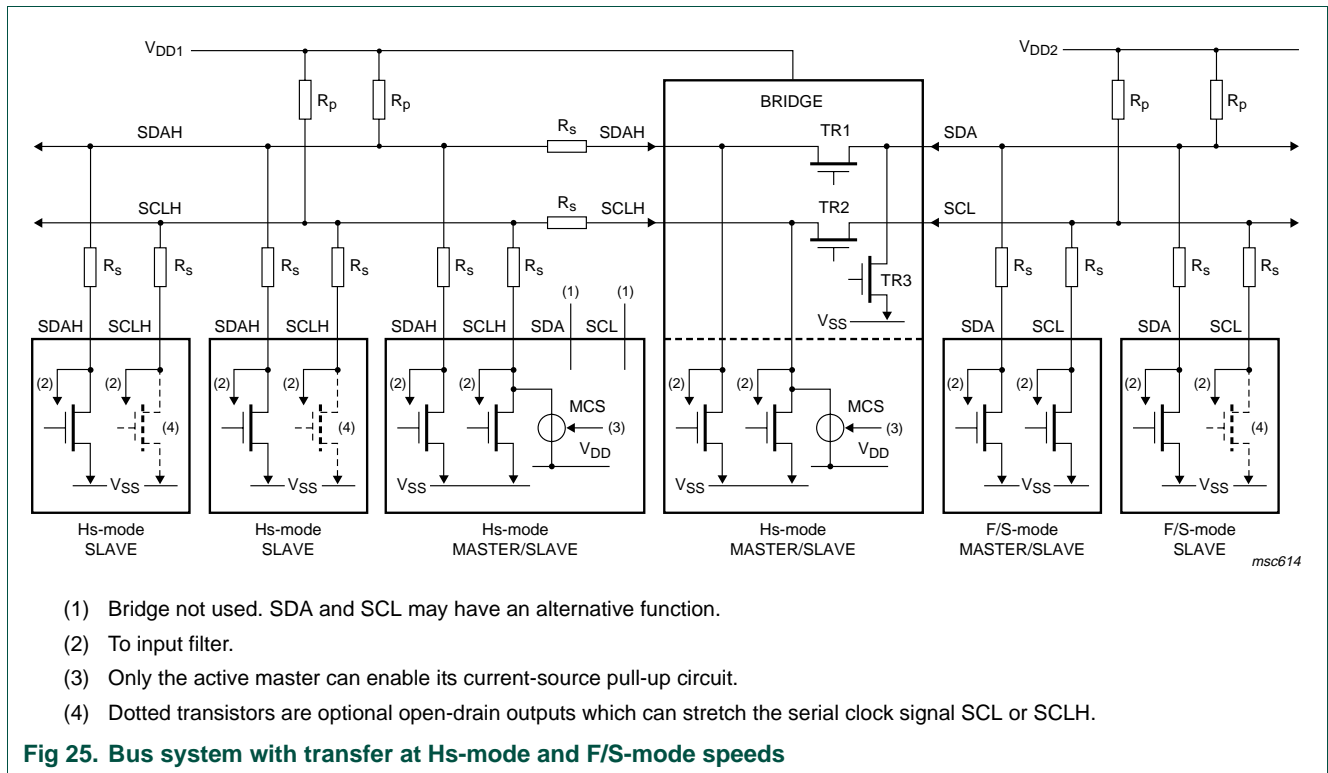 VDD1
VDD2
BRIDGE
Rp Rp Rp Rp
SDAH Rs SDAH TR1 SDA
SCLH Rs SCLH TR2 SCL
Rs Rs Rs Rs Rs Rs Rs Rs
TR3
VSS
(1) (1)
SDAH SCLH SDAH SCLH SDAH SCLH SDA SCL SDA SCL SDA SCL
(2) (2) (2) (2) (2) (2) (2) (2) (2) (2) (2) (2)
MCS MCS
(4) (4) (3) (3) (4)
VDD VDD
VSS VSS VSS VSS VSS VSS
Hs-mode Hs-mode Hs-mode Hs-mode F/S-mode F/S-mode
SLAVE SLAVE MASTER/SLAVE MASTER/SLAVE MASTER/SLAVE SLAVE
msc614
(1) Bridge not used. SDA and SCL may have an alternative function.
(2) To input filter.
(3) Only the active master can enable its current-source pull-up circuit.
(4) Dotted transistors are optional open-drain outputs which can stretch the serial clock signal SCL or SCLH.
Fig 25. Bus system with transfer at Hs-mode and F/S-mode speeds